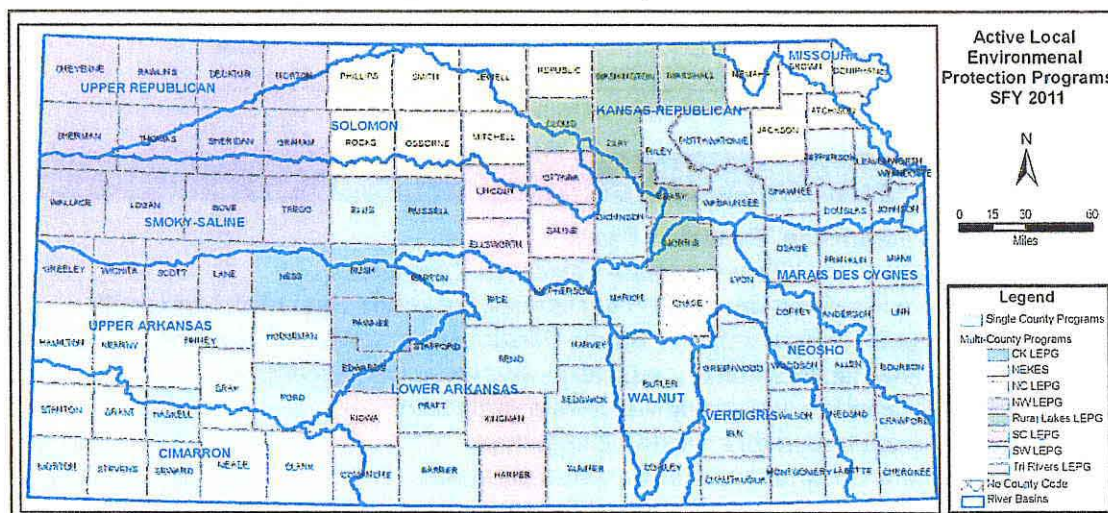 Active Local
Environmenal
Protection Programs
SFY 2011
N
0 15 30 60
Miles
Legend
Single County Programs
Multi-County Programs
CK LEPG
NEKES
NC LEPG
NW LEPG
Rural Lakes LEPG
SC LEPG
SW LEPG
Tri Rivers LEPG
No County Code
River Basins
MISSOURI
CHEYENNE RAWLINS DECATUR NORTON PHILLIPS SMITH JEWELL REPUBLIC WASHINGTON MARSHALL NEMAHA BROWN DONIPHAN
UPPER REPUBLICAN
KANSAS-REPUBLICAN
SHERMAN THOMAS SHERIDAN GRAHAM ROCKS OSBORNE MITCHELL CLOUD CLAY RILEY POTTAWATOMIE JACKSON ATCHISON JEFFERSON LEAVENWORTH WYANDOTTE
SOLOMON
WALLACE LOGAN GOVE TREGO ELLIS RUSSELL LINCOLN OTTAWA DICKINSON GEARY WABAUNSEE SHAWNEE DOUGLAS JOHNSON
SMOKY-SALINE
ELLSWORTH SALINE MORRIS OSAGE FRANKLIN MIAMI
GREELEY WICHITA SCOTT LANE NESS RUSH BARTON RICE MCPHERSON MARION CHASE LYON COFFEY ANDERSON LINN
MARAIS DES CYGNES
UPPER ARKANSAS
HAMILTON KEARNY FINNEY HODGEMAN PAWNEE STAFFORD RENO HARVEY BUTLER GREENWOOD WOODSON ALLEN BOURBON
NEOSHO
GRAY FORD EDWARDS
LOWER ARKANSAS
WALNUT
VERDIGRIS
STANTON GRANT HASKELL KIOWA PRATT KINGMAN SEDGWICK ELK WILSON NEOSHO CRAWFORD
CIMARRON
MORTON STEVENS SEWARD MEADE CLARK COMANCHE BARBER HARPER SUMNER COWLEY CHAUTAUQUA MONTGOMERY LABETTE CHEROKEE